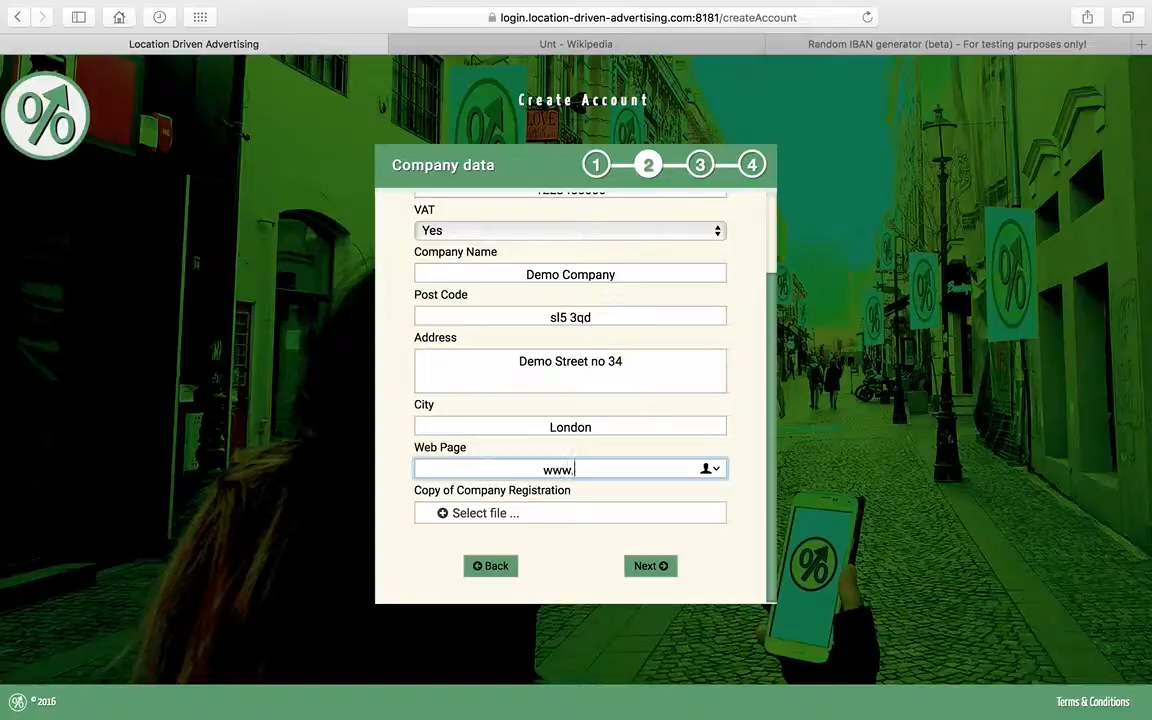 login.location-driven-advertising.com:8181/createAccount
Location Driven Advertising
Unt - Wikipedia
Random IBAN generator (beta) - For testing purposes only!
%
Create Account
LOVE
Company data
1
2
3
4
VAT
Yes
Company Name
Demo Company
Post Code
sl5 3qd
Address
Demo Street no 34
City
London
Web Page
www.
Copy of Company Registration
Select file ...
Back
Next
© 2016
Terms & Conditions